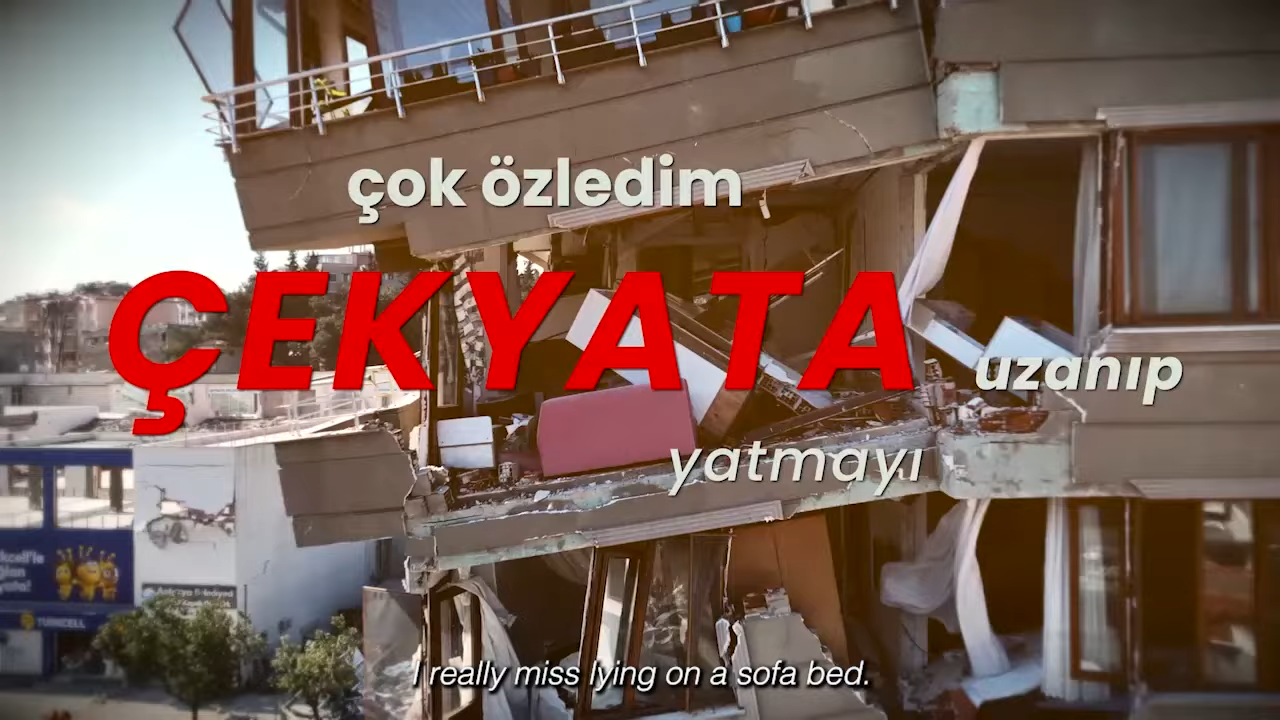 çok özledim
ÇEKYATA
uzanıp
yatmayı
TURKCELL
I really miss lying on a sofa bed.